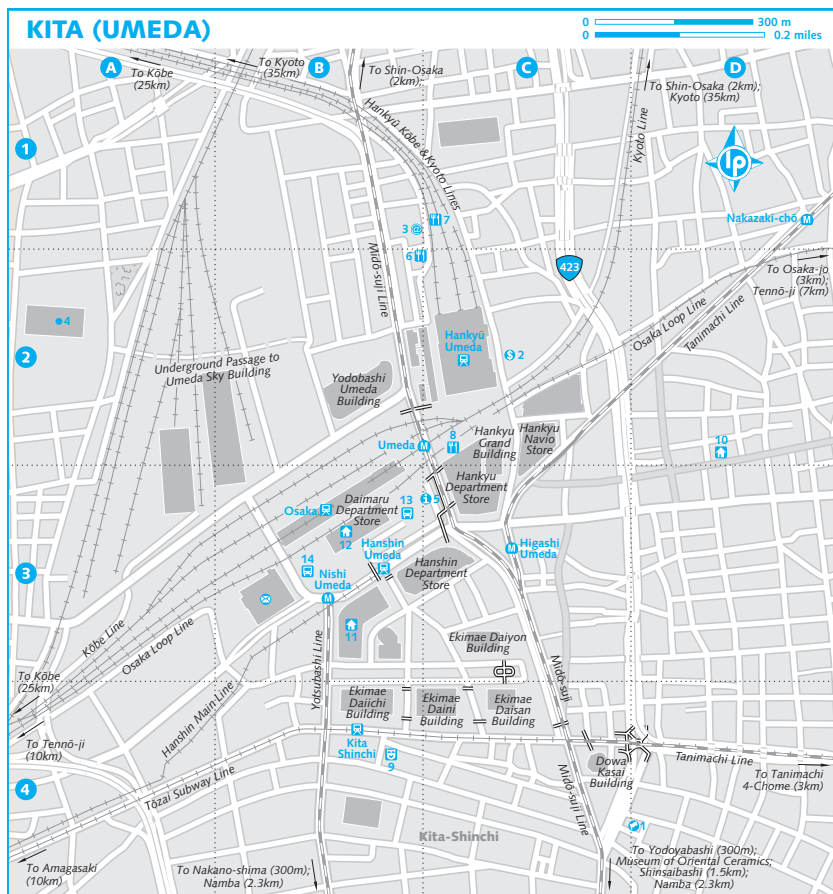 KITA (UMEDA)
0 300 m
0 0.2 miles
A
B
C
D
1
2
3
4
To Kōbe
(25km)
To Kyoto
(35km)
To Shin-Osaka
(2km);
To Shin-Osaka (2km);
Kyoto (35km)
Hankyū Kōbe & Kyoto Lines
Kyoto Line
lp
Nakazaki-chō M
3 @
7
6
Midō-suji Line
423
To Osaka-jo
(3km);
Tennō-ji (7km)
Osaka Loop Line
Tanimachi Line
4
Hankyū
Umeda
$ 2
Underground Passage to
Umeda Sky Building
Yodobashi
Umeda
Building
Umeda M
8
Hankyu
Grand
Building
Hankyu
Navio
Store
10
Hankyu
Department
Store
Osaka
Daimaru
Department
Store
13
i 5
12
Hanshin
Umeda
M Higashi
Umeda
14
Nishi
Umeda
M
Hanshin
Department
Store
11
Kōbe Line
Osaka Loop Line
Yotsubashi Line
Ekimae Daiyon
Building
Midō-suji
To Kōbe
(25km)
Hanshin Main Line
Ekimae
Daiichi
Building
Ekimae
Daini
Building
Ekimae
Daisan
Building
To Tennō-ji
(10km)
Kita
Shinchi
9
Dowa
Kasai
Building
Tanimachi Line
Tōzai Subway Line
Midō-suji Line
To Tanimachi
4-Chome (3km)
Kita-Shinchi
1
To Amagasaki
(10km)
To Nakano-shima (300m);
Namba (2.3km)
To Yodoyabashi (300m);
Museum of Oriental Ceramics;
Shinsaibashi (1.5km);
Namba (2.3km)